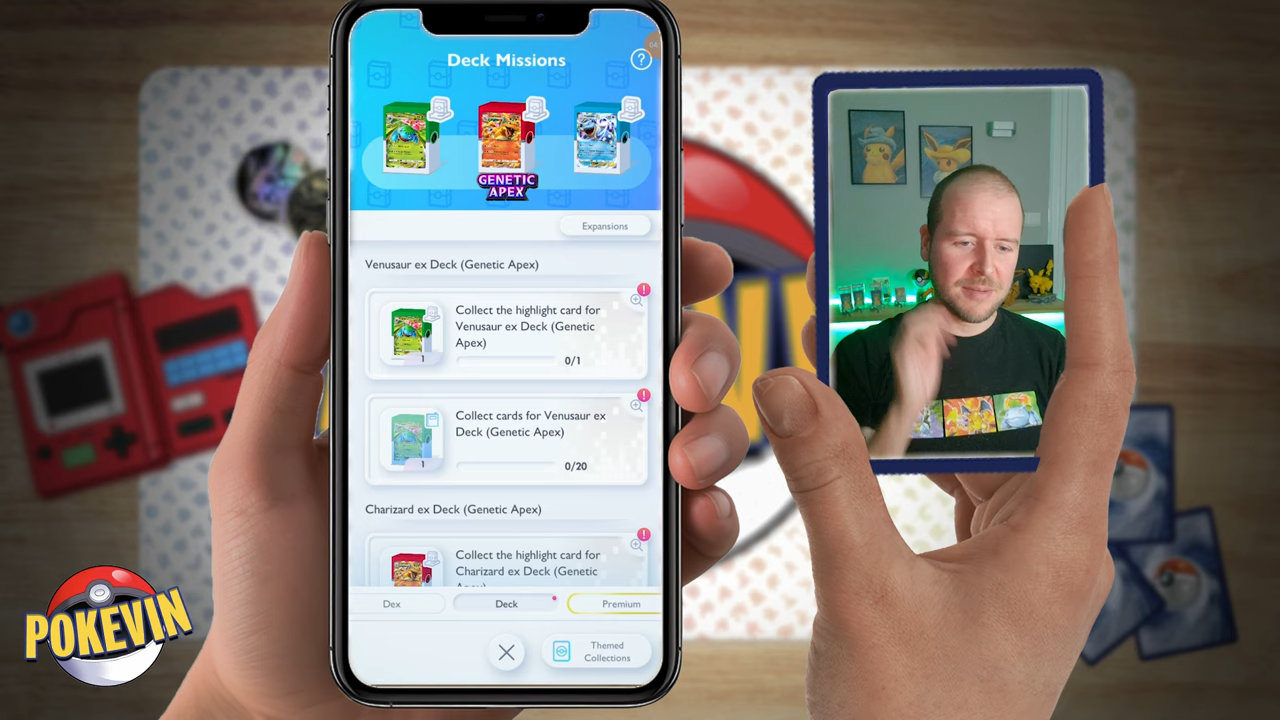 Deck Missions
?
04
GENETIC
APEX
Expansions
Venusaur ex Deck (Genetic Apex)
Collect the highlight card for
Venusaur ex Deck (Genetic
Apex)
1
0/1
Collect cards for Venusaur ex
Deck (Genetic Apex)
1
0/20
Charizard ex Deck (Genetic Apex)
Collect the highlight card for
Charizard ex Deck (Genetic
Dex
Deck
Premium
Themed
Collections
POKEVIN